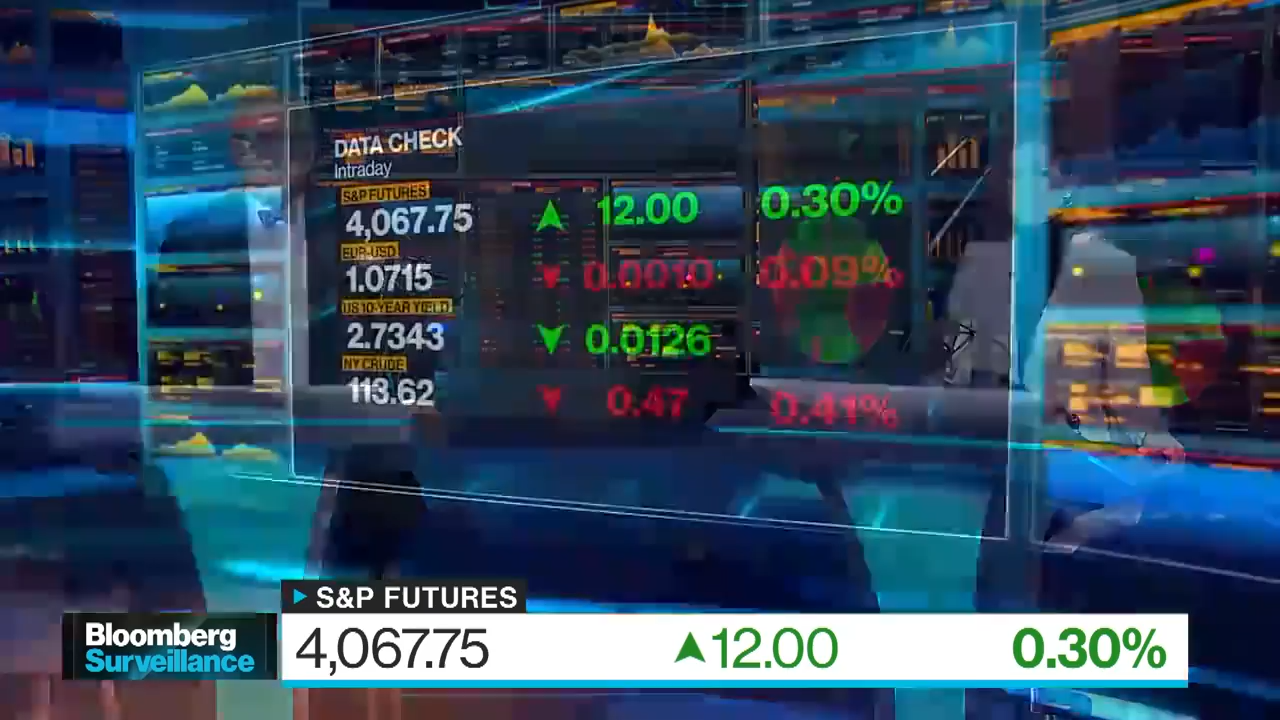 DATA CHECK
Intraday
S&P FUTURES
4,067.75 12.00 0.30%
EUR-USD
1.0715 0.0010 0.09%
US 10-YEAR YIELD
2.7343 0.0126
NY CRUDE
113.62 0.47 0.41%
S&P FUTURES
Bloomberg
Surveillance
4,067.75 12.00 0.30%